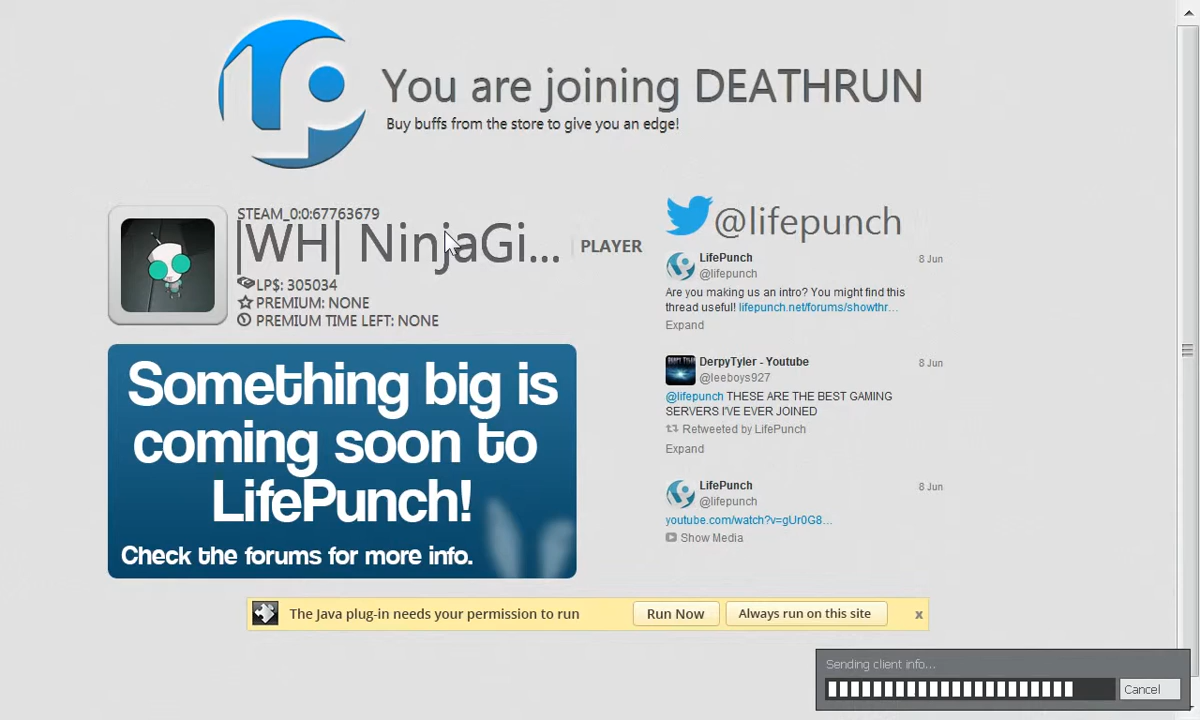 You are joining DEATHRUN
Buy buffs from the store to give you an edge!
STEAM_0:0:67763679
|WH| NinjaGi...
PLAYER
LP$: 305034
PREMIUM: NONE
PREMIUM TIME LEFT: NONE
Something big is
coming soon to
LifePunch!
Check the forums for more info.
@lifepunch
LifePunch
8 Jun
@lifepunch
Are you making us an intro? You might find this
thread useful! lifepunch.net/forums/showthr...
Expand
DerpyTyler - Youtube
8 Jun
@leeboys927
@lifepunch THESE ARE THE BEST GAMING
SERVERS I'VE EVER JOINED
Retweeted by LifePunch
Expand
LifePunch
8 Jun
@lifepunch
youtube.com/watch?v=gUr0G8...
Show Media
The Java plug-in needs your permission to run
Run Now
Always run on this site
x
Sending client info...
Cancel